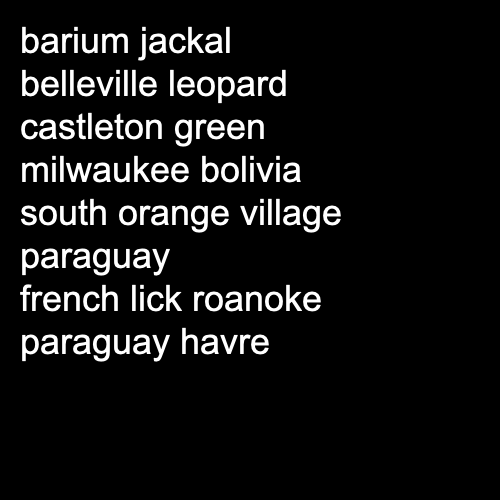 barium jackal
belleville leopard
castleton green
milwaukee bolivia
south orange village
paraguay
french lick roanoke
paraguay havre